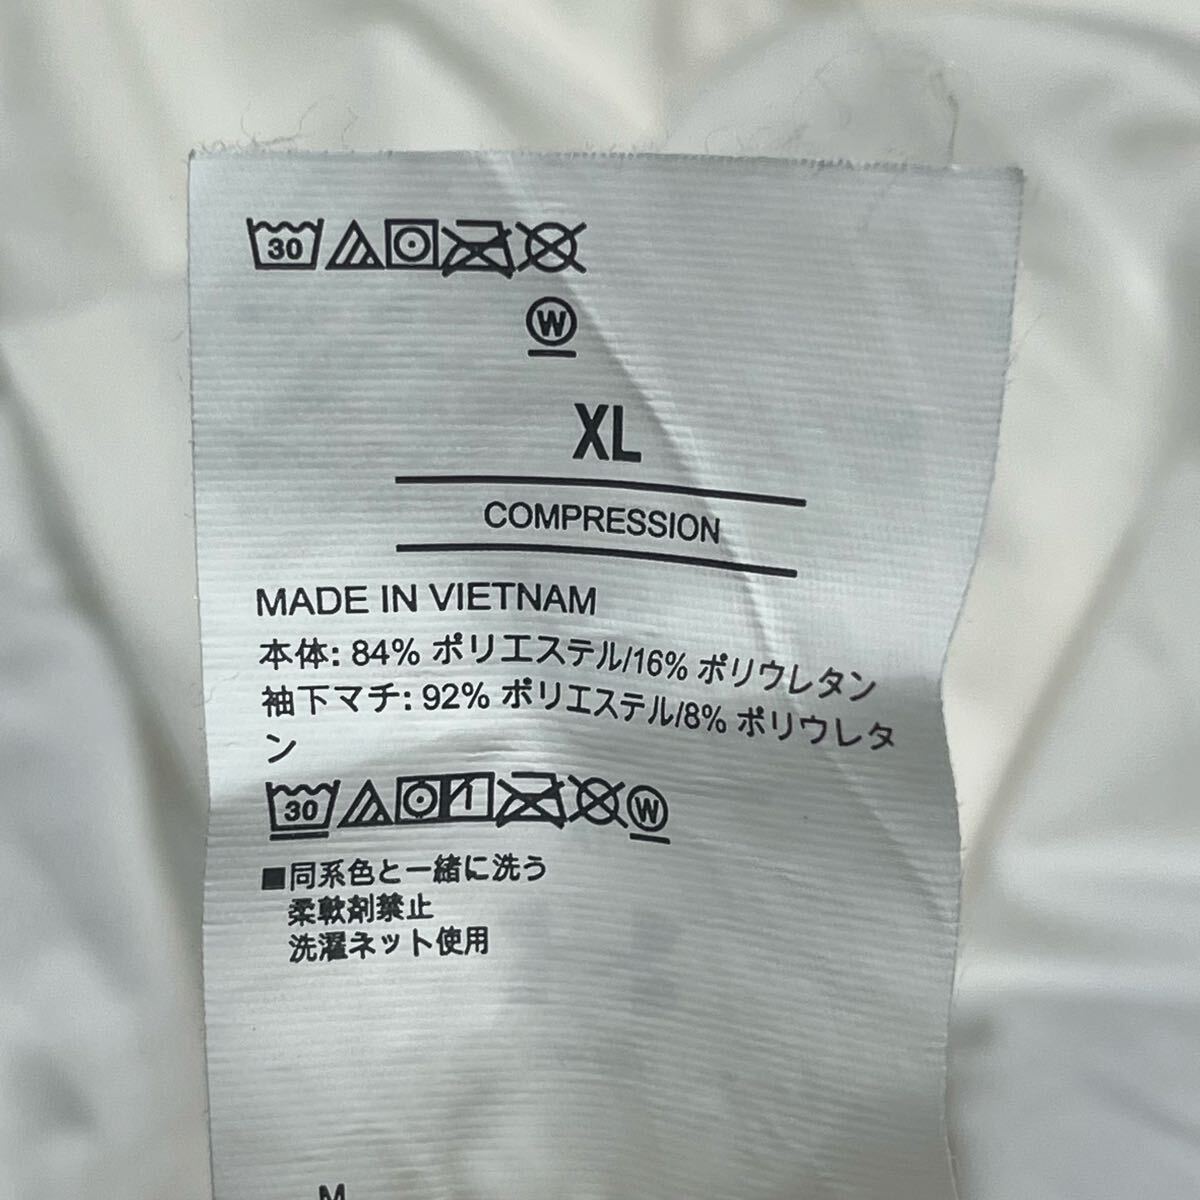 30
W
XL
COMPRESSION
MADE IN VIETNAM
本体: 84% ポリエステル/16% ポリウレタン
袖下マチ: 92% ポリエステル/8% ポリウレタ
ン
30 W
■同系色と一緒に洗う
柔軟剤禁止
洗濯ネット使用
M